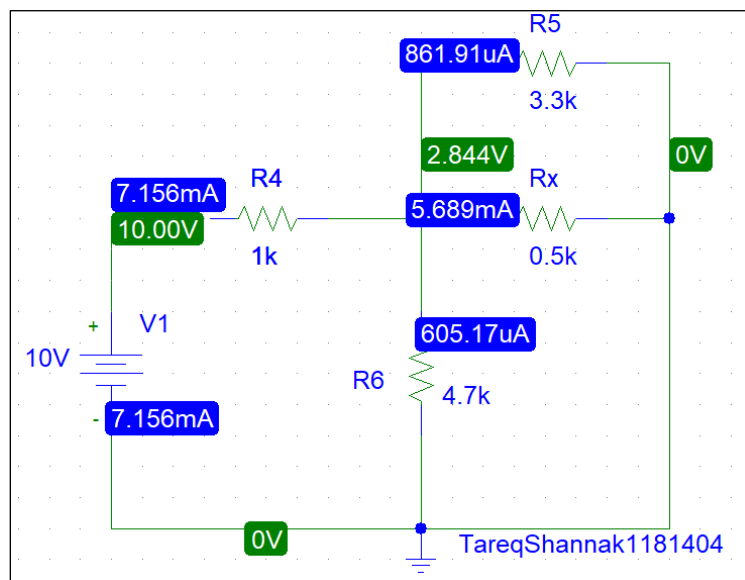 R5
861.91uA
3.3k
2.844V
0V
7.156mA
R4
Rx
10.00V
5.689mA
1k
0.5k
+
V1
605.17uA
10V
R6
4.7k
-
7.156mA
0V
TareqShannak1181404